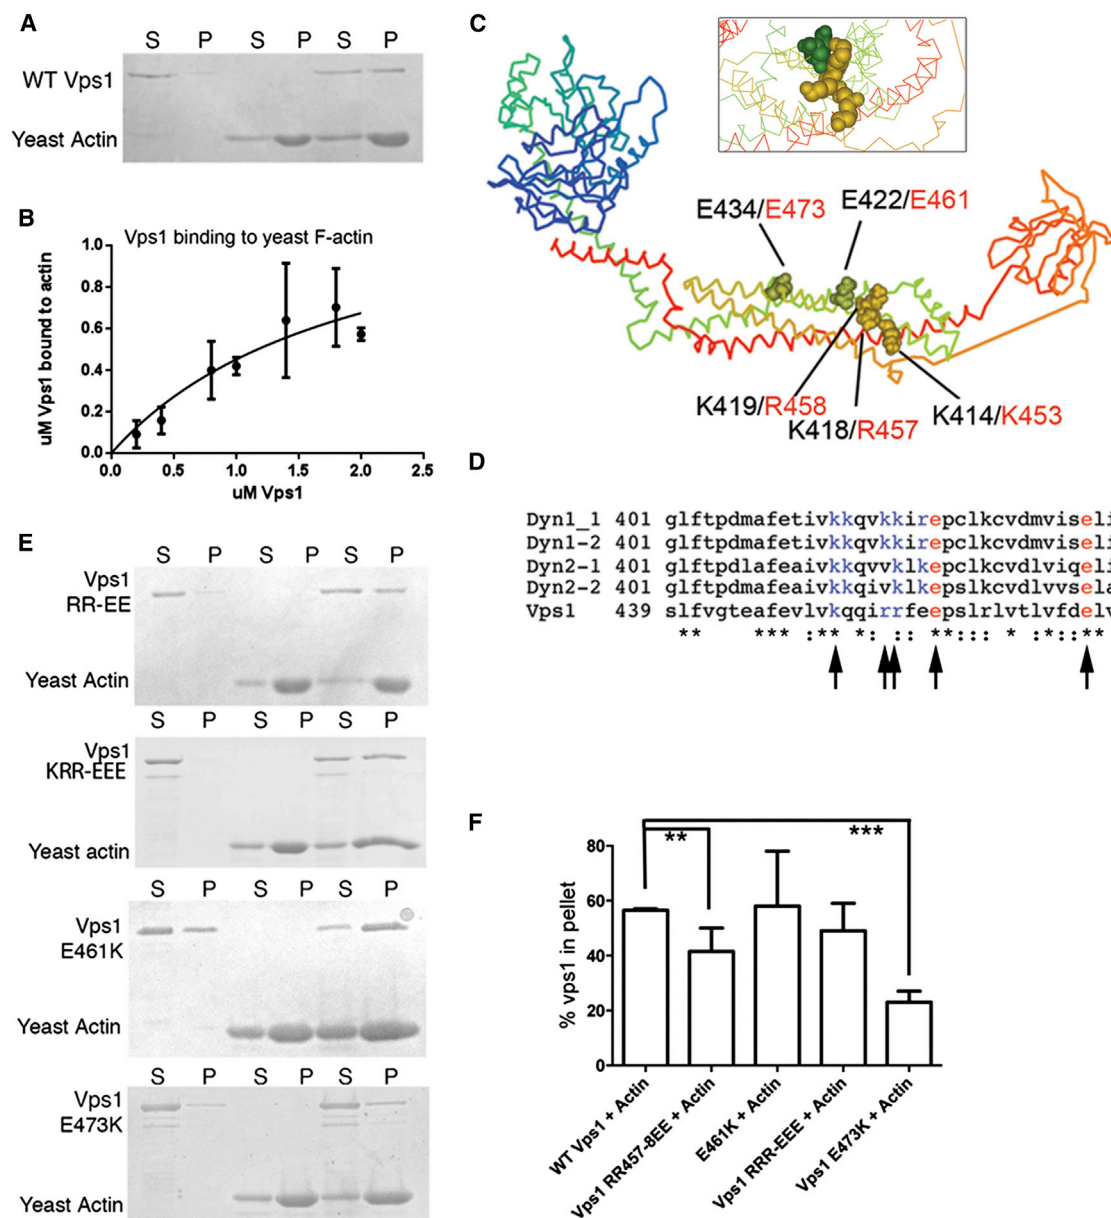 A
S P S P S P
WT Vps1
Yeast Actin
B
Vps1 binding to yeast F-actin
uM Vps1 bound to actin
1.0
0.8
0.6
0.4
0.2
0.0
0.0 0.5 1.0 1.5 2.0 2.5
uM Vps1
C
E434/E473
E422/E461
K419/R458
K418/R457
K414/K453
D
Dyn1_1 401 glftpdmafetivkkqvkkirepclkcvdmviseli
Dyn1-2 401 glftpdmafetivkkqvkkirepclkcvdmviseli
Dyn2-1 401 glftpdlafeaivkkqvvklkepclkcvdlviqeli
Dyn2-2 401 glftpdmafeaivkkqivklkepslkcvdlvvsela
Vps1 439 slfvgteafevlvkqqirrfeepslrlvtlvfdelv
** *** :** *: :: **::: * :*::**
E
S P S P S P
Vps1
RR-EE
Yeast Actin
S P S P S P
Vps1
KRR-EEE
Yeast actin
S P S P S P
Vps1
E461K
Yeast Actin
S P S P S P
Vps1
E473K
Yeast Actin
F
% vps1 in pellet
80
60
40
20
0
**
***
WT Vps1 + Actin
Vps1 RR457-8EE + Actin
E461K + Actin
Vps1 RRR-EEE + Actin
Vps1 E473K + Actin